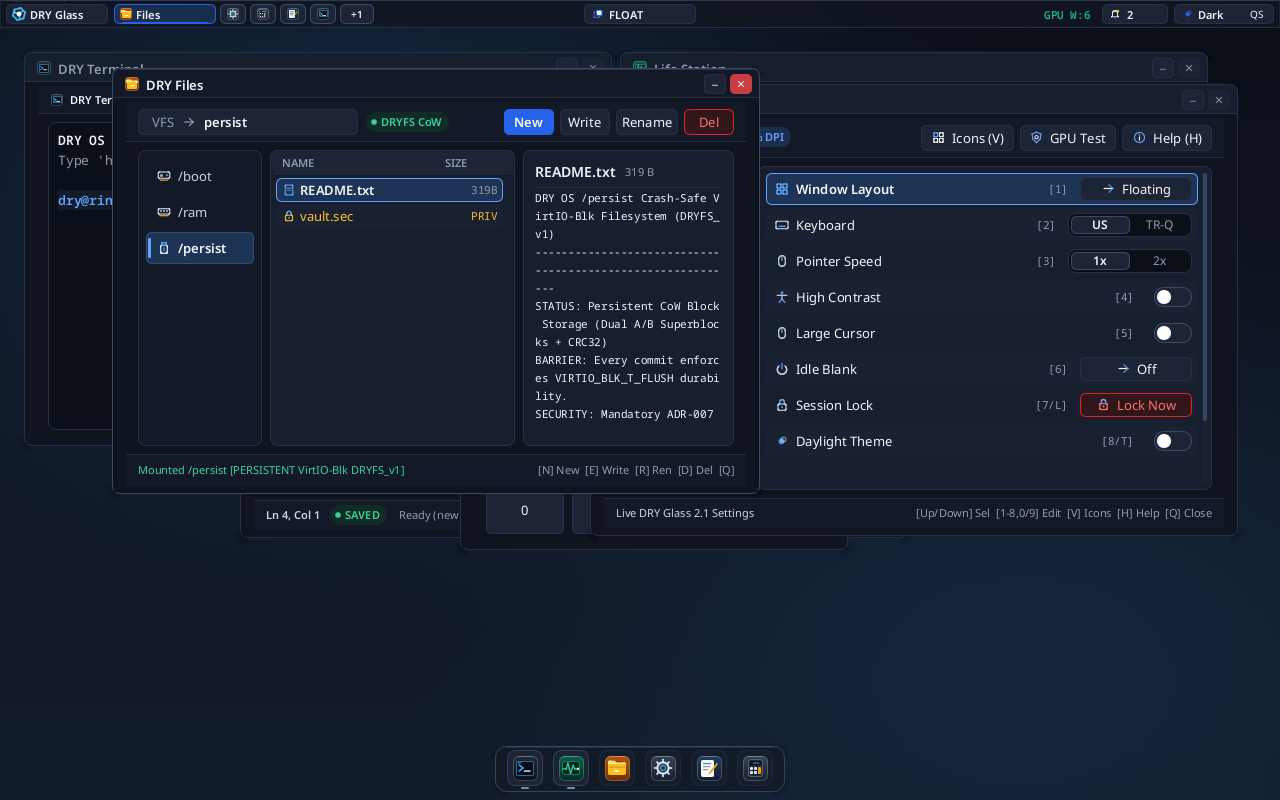 DRY Glass
Files
+1
FLOAT
GPU W:6
2
Dark
QS
DRY Terminal
Life Station
DRY Files
DRY Ter
VFS → persist
DRYFS CoW
New
Write
Rename
Del
DPI
Icons (V)
GPU Test
Help (H)
DRY OS
Type 'h
dry@rin
/boot
/ram
/persist
NAME SIZE
README.txt 319B
vault.sec PRIV
README.txt 319 B
DRY OS /persist Crash-Safe V
irtIO-Blk Filesystem (DRYFS_
v1)
----------------------------
----------------------------
---
STATUS: Persistent CoW Block
Storage (Dual A/B Superbloc
ks + CRC32)
BARRIER: Every commit enforc
es VIRTIO_BLK_T_FLUSH durabi
lity.
SECURITY: Mandatory ADR-007
Window Layout [1] → Floating
Keyboard [2] US TR-Q
Pointer Speed [3] 1x 2x
High Contrast [4]
Large Cursor [5]
Idle Blank [6] → Off
Session Lock [7/L] Lock Now
Daylight Theme [8/T]
Mounted /persist [PERSISTENT VirtIO-Blk DRYFS_v1]
[N] New [E] Write [R] Ren [D] Del [Q]
Ln 4, Col 1
SAVED
Ready (new
0
Live DRY Glass 2.1 Settings
[Up/Down] Sel [1-8,0/9] Edit [V] Icons [H] Help [Q] Close